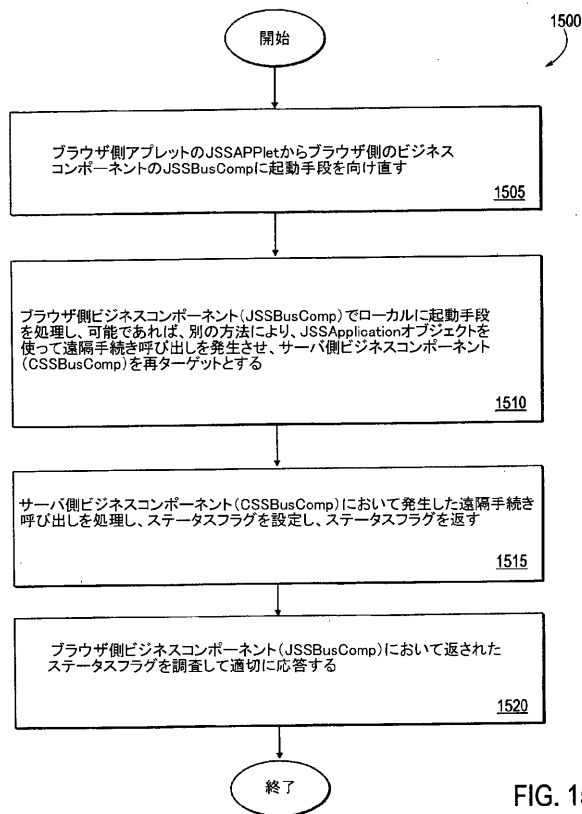 開始
1500
ブラウザ側アプレットのJSSAPPletからブラウザ側のビジネス
コンポーネントのJSSBusCompに起動手段を向け直す
1505
ブラウザ側ビジネスコンポーネント(JSSBusComp)でローカルに起動手段
を処理し、可能であれば、別の方法により、JSSApplicationオブジェクトを
使って遠隔手続き呼び出しを発生させ、サーバ側ビジネスコンポーネント
(CSSBusComp)を再ターゲットとする
1510
サーバ側ビジネスコンポーネント(CSSBusComp)において発生した遠隔手続き
呼び出しを処理し、ステータスフラグを設定し、ステータスフラグを返す
1515
ブラウザ側ビジネスコンポーネント(JSSBusComp)において返された
ステータスフラグを調査して適切に応答する
1520
終了
FIG.